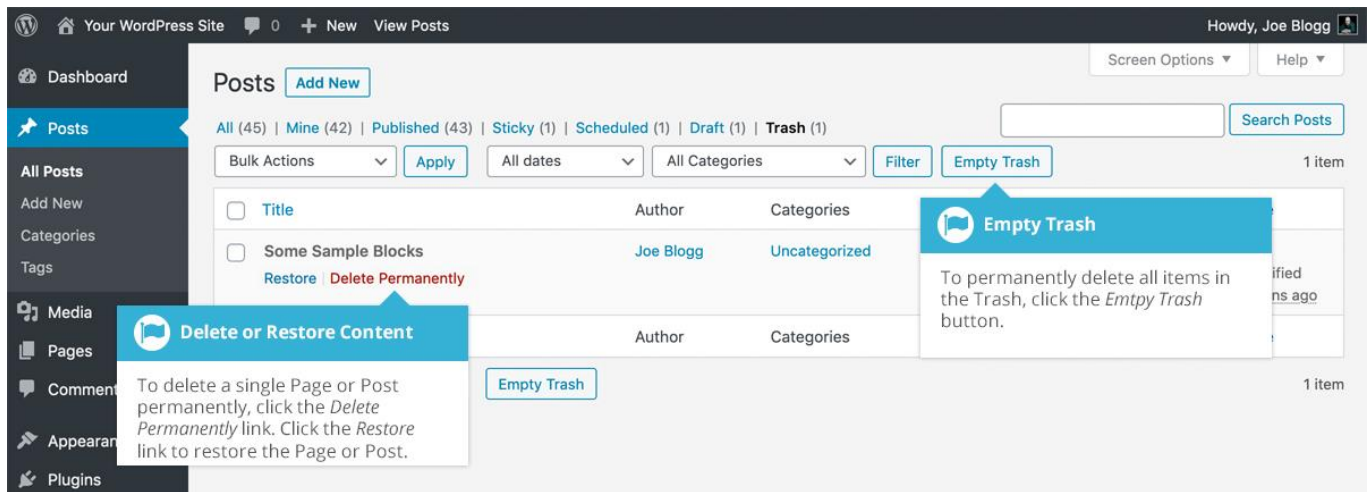 Your WordPress Site 0 + New View Posts Howdy, Joe Blogg
Dashboard
Posts
All Posts
Add New
Categories
Tags
Media
Pages
Comment
Appearan
Plugins
Screen Options ▼ Help ▼
Posts Add New
All (45) | Mine (42) | Published (43) | Sticky (1) | Scheduled (1) | Draft (1) | Trash (1)
Search Posts
Bulk Actions Apply All dates All Categories Filter Empty Trash 1 item
Title Author Categories
Some Sample Blocks Joe Blogg Uncategorized
Restore | Delete Permanently
ified
ns ago
Empty Trash
To permanently delete all items in
the Trash, click the Emtpy Trash
button.
Delete or Restore Content
To delete a single Page or Post
permanently, click the Delete
Permanently link. Click the Restore
link to restore the Page or Post.
Author Categories
Empty Trash 1 item